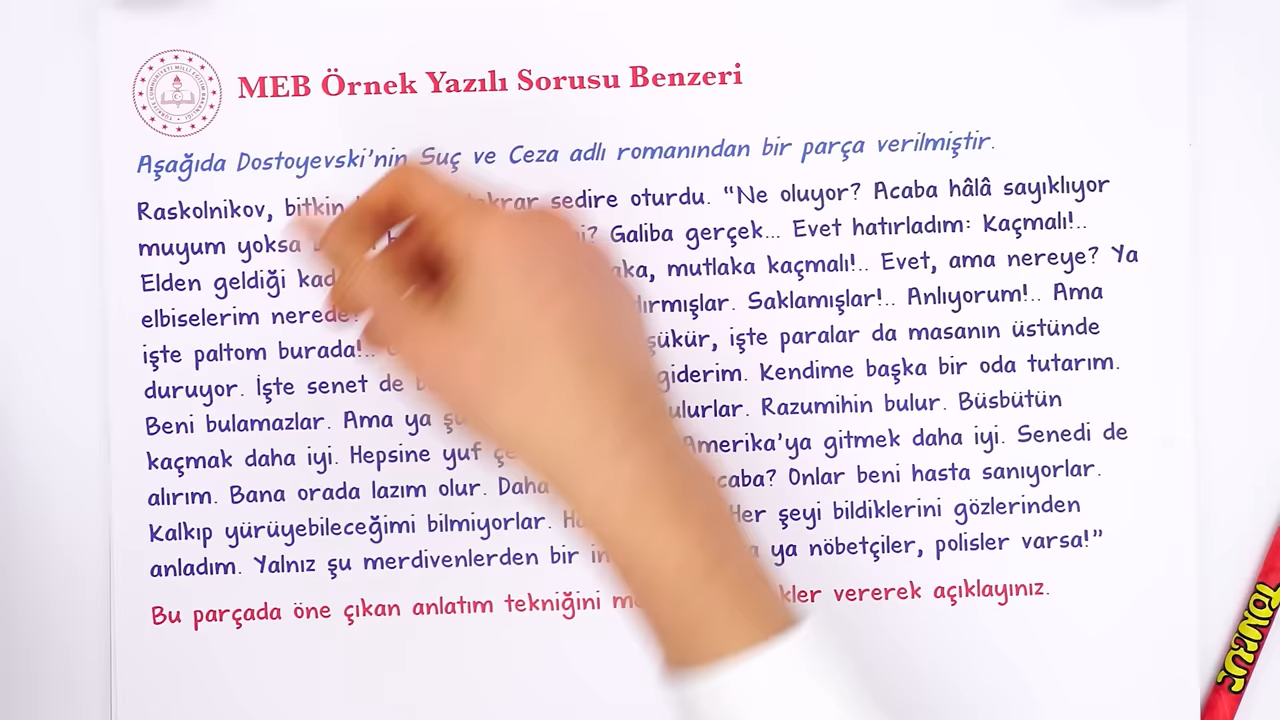 MEB Örnek Yazılı Sorusu Benzeri
Aşağıda Dostoyevski'nin Suç ve Ceza adlı romanından bir parça verilmiştir.
Raskolnikov, bitkin tekrar sedire oturdu. “Ne oluyor? Acaba hâlâ sayıklıyor
muyum yoksa Galiba gerçek... Evet hatırladım: Kaçmalı!..
Elden geldiği mutlaka kaçmalı!.. Evet, ama nereye? Ya
elbiselerim nerede? Saklamışlar!.. Anlıyorum!.. Ama
işte paltom burada!.. şükür, işte paralar da masanın üstünde
duruyor. İşte senet de giderim. Kendime başka bir oda tutarım.
Beni bulamazlar. Ama ya Razumihin bulur. Büsbütün
kaçmak daha iyi. Hepsine yuf Amerika'ya gitmek daha iyi. Senedi de
alırım. Bana orada lazım olur. Daha Onlar beni hasta sanıyorlar.
Kalkıp yürüyebileceğimi bilmiyorlar. Her şeyi bildiklerini gözlerinden
anladım. Yalnız şu merdivenlerden bir ya nöbetçiler, polisler varsa!”
Bu parçada öne çıkan anlatım tekniğini vererek açıklayınız.
TOMBUÇ